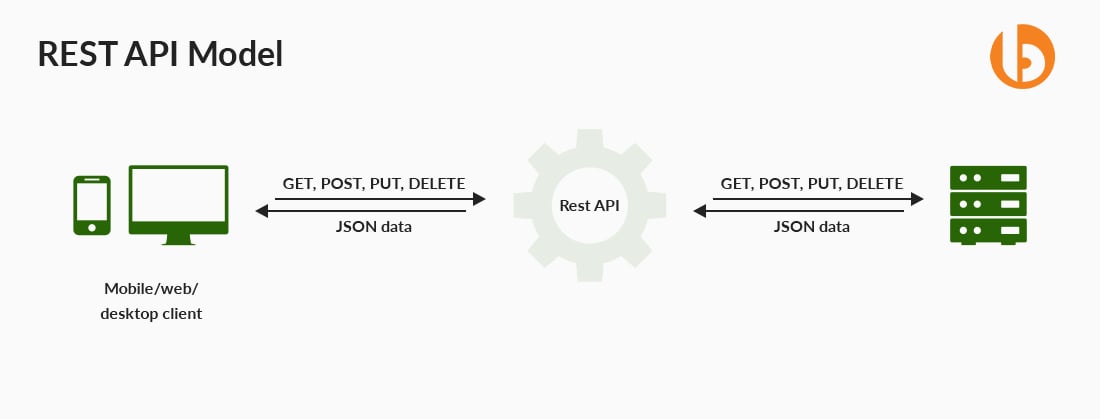 REST API Model
GET, POST, PUT, DELETE
JSON data
Rest API
GET, POST, PUT, DELETE
JSON data
Mobile/web/
desktop client